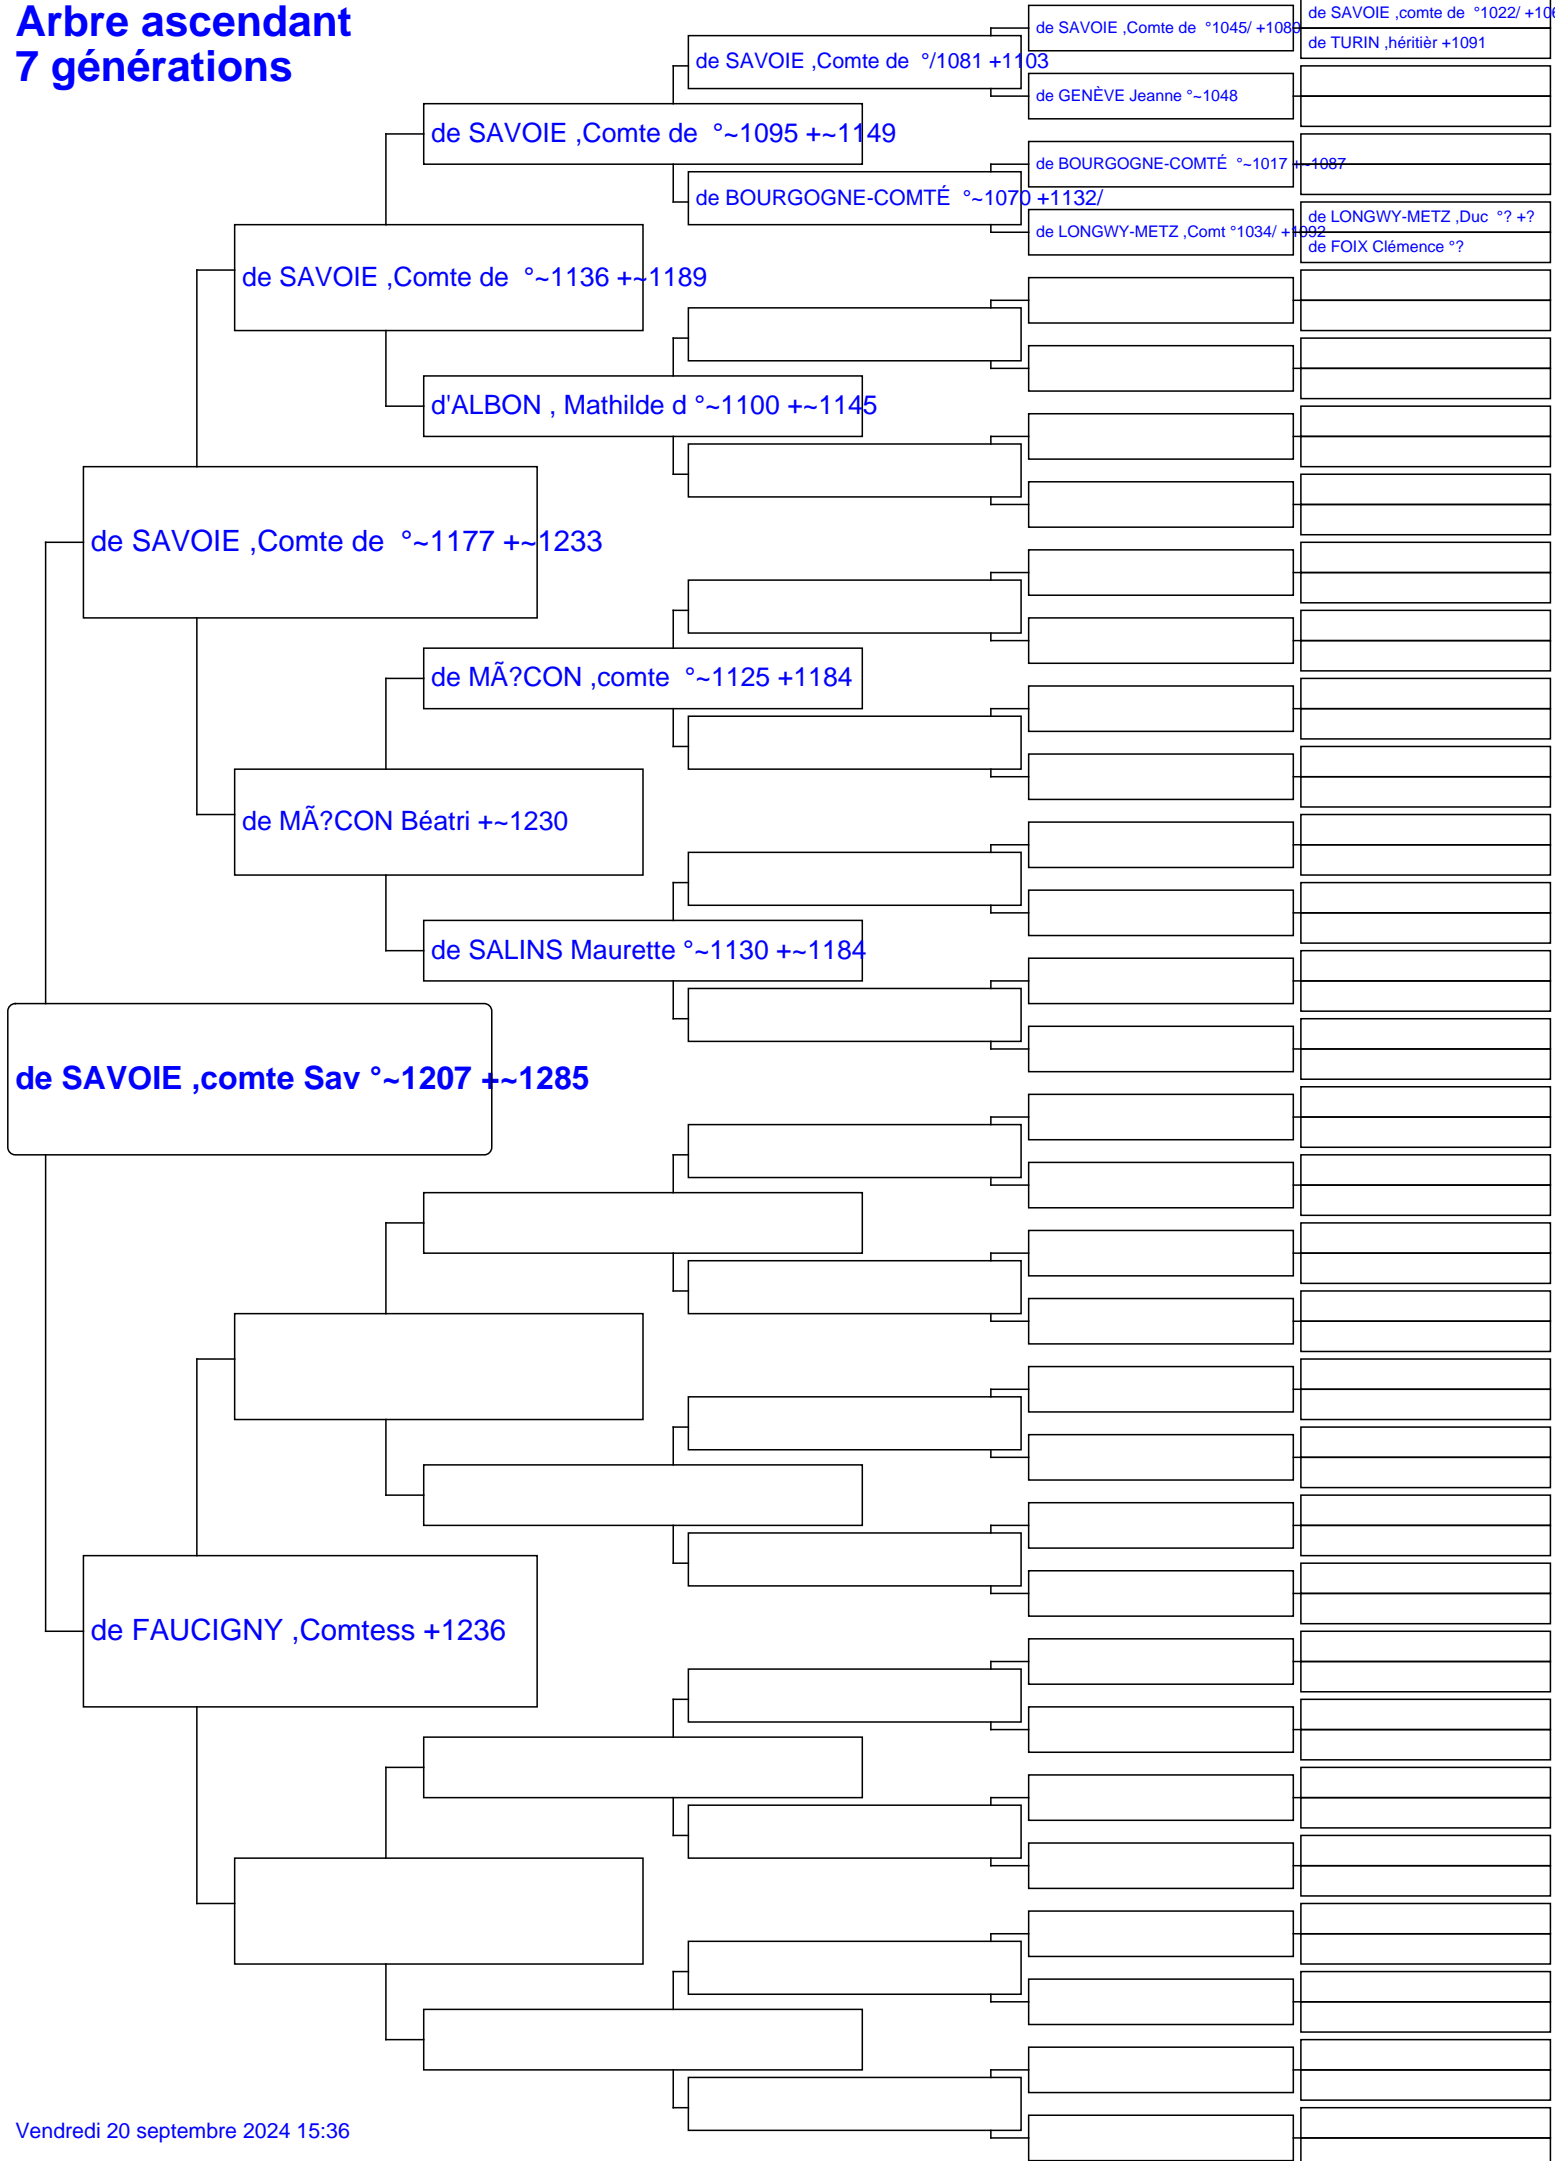 Arbre ascendant
7 générations
de SAVOIE ,comte de  °1022/ +106
de SAVOIE ,Comte de  °1045/ +1080
de TURIN ,héritièr +1091
de SAVOIE ,Comte de  °/1081 +1103
de GENÈVE Jeanne °~1048
de SAVOIE ,Comte de  °~1095 +~1149
de BOURGOGNE-COMTÉ  °~1017 +~1087
de BOURGOGNE-COMTÉ  °~1070 +1132/
de LONGWY-METZ ,Duc  °? +?
de LONGWY-METZ ,Comt °1034/ +1092
de FOIX Clémence °?
de SAVOIE ,Comte de  °~1136 +~1189
d'ALBON , Mathilde d °~1100 +~1145
de SAVOIE ,Comte de  °~1177 +~1233
de MÃ?CON ,comte  °~1125 +1184
de MÃ?CON Béatri +~1230
de SALINS Maurette °~1130 +~1184
de SAVOIE ,comte Sav °~1207 +~1285
de FAUCIGNY ,Comtess +1236
Vendredi 20 septembre 2024 15:36